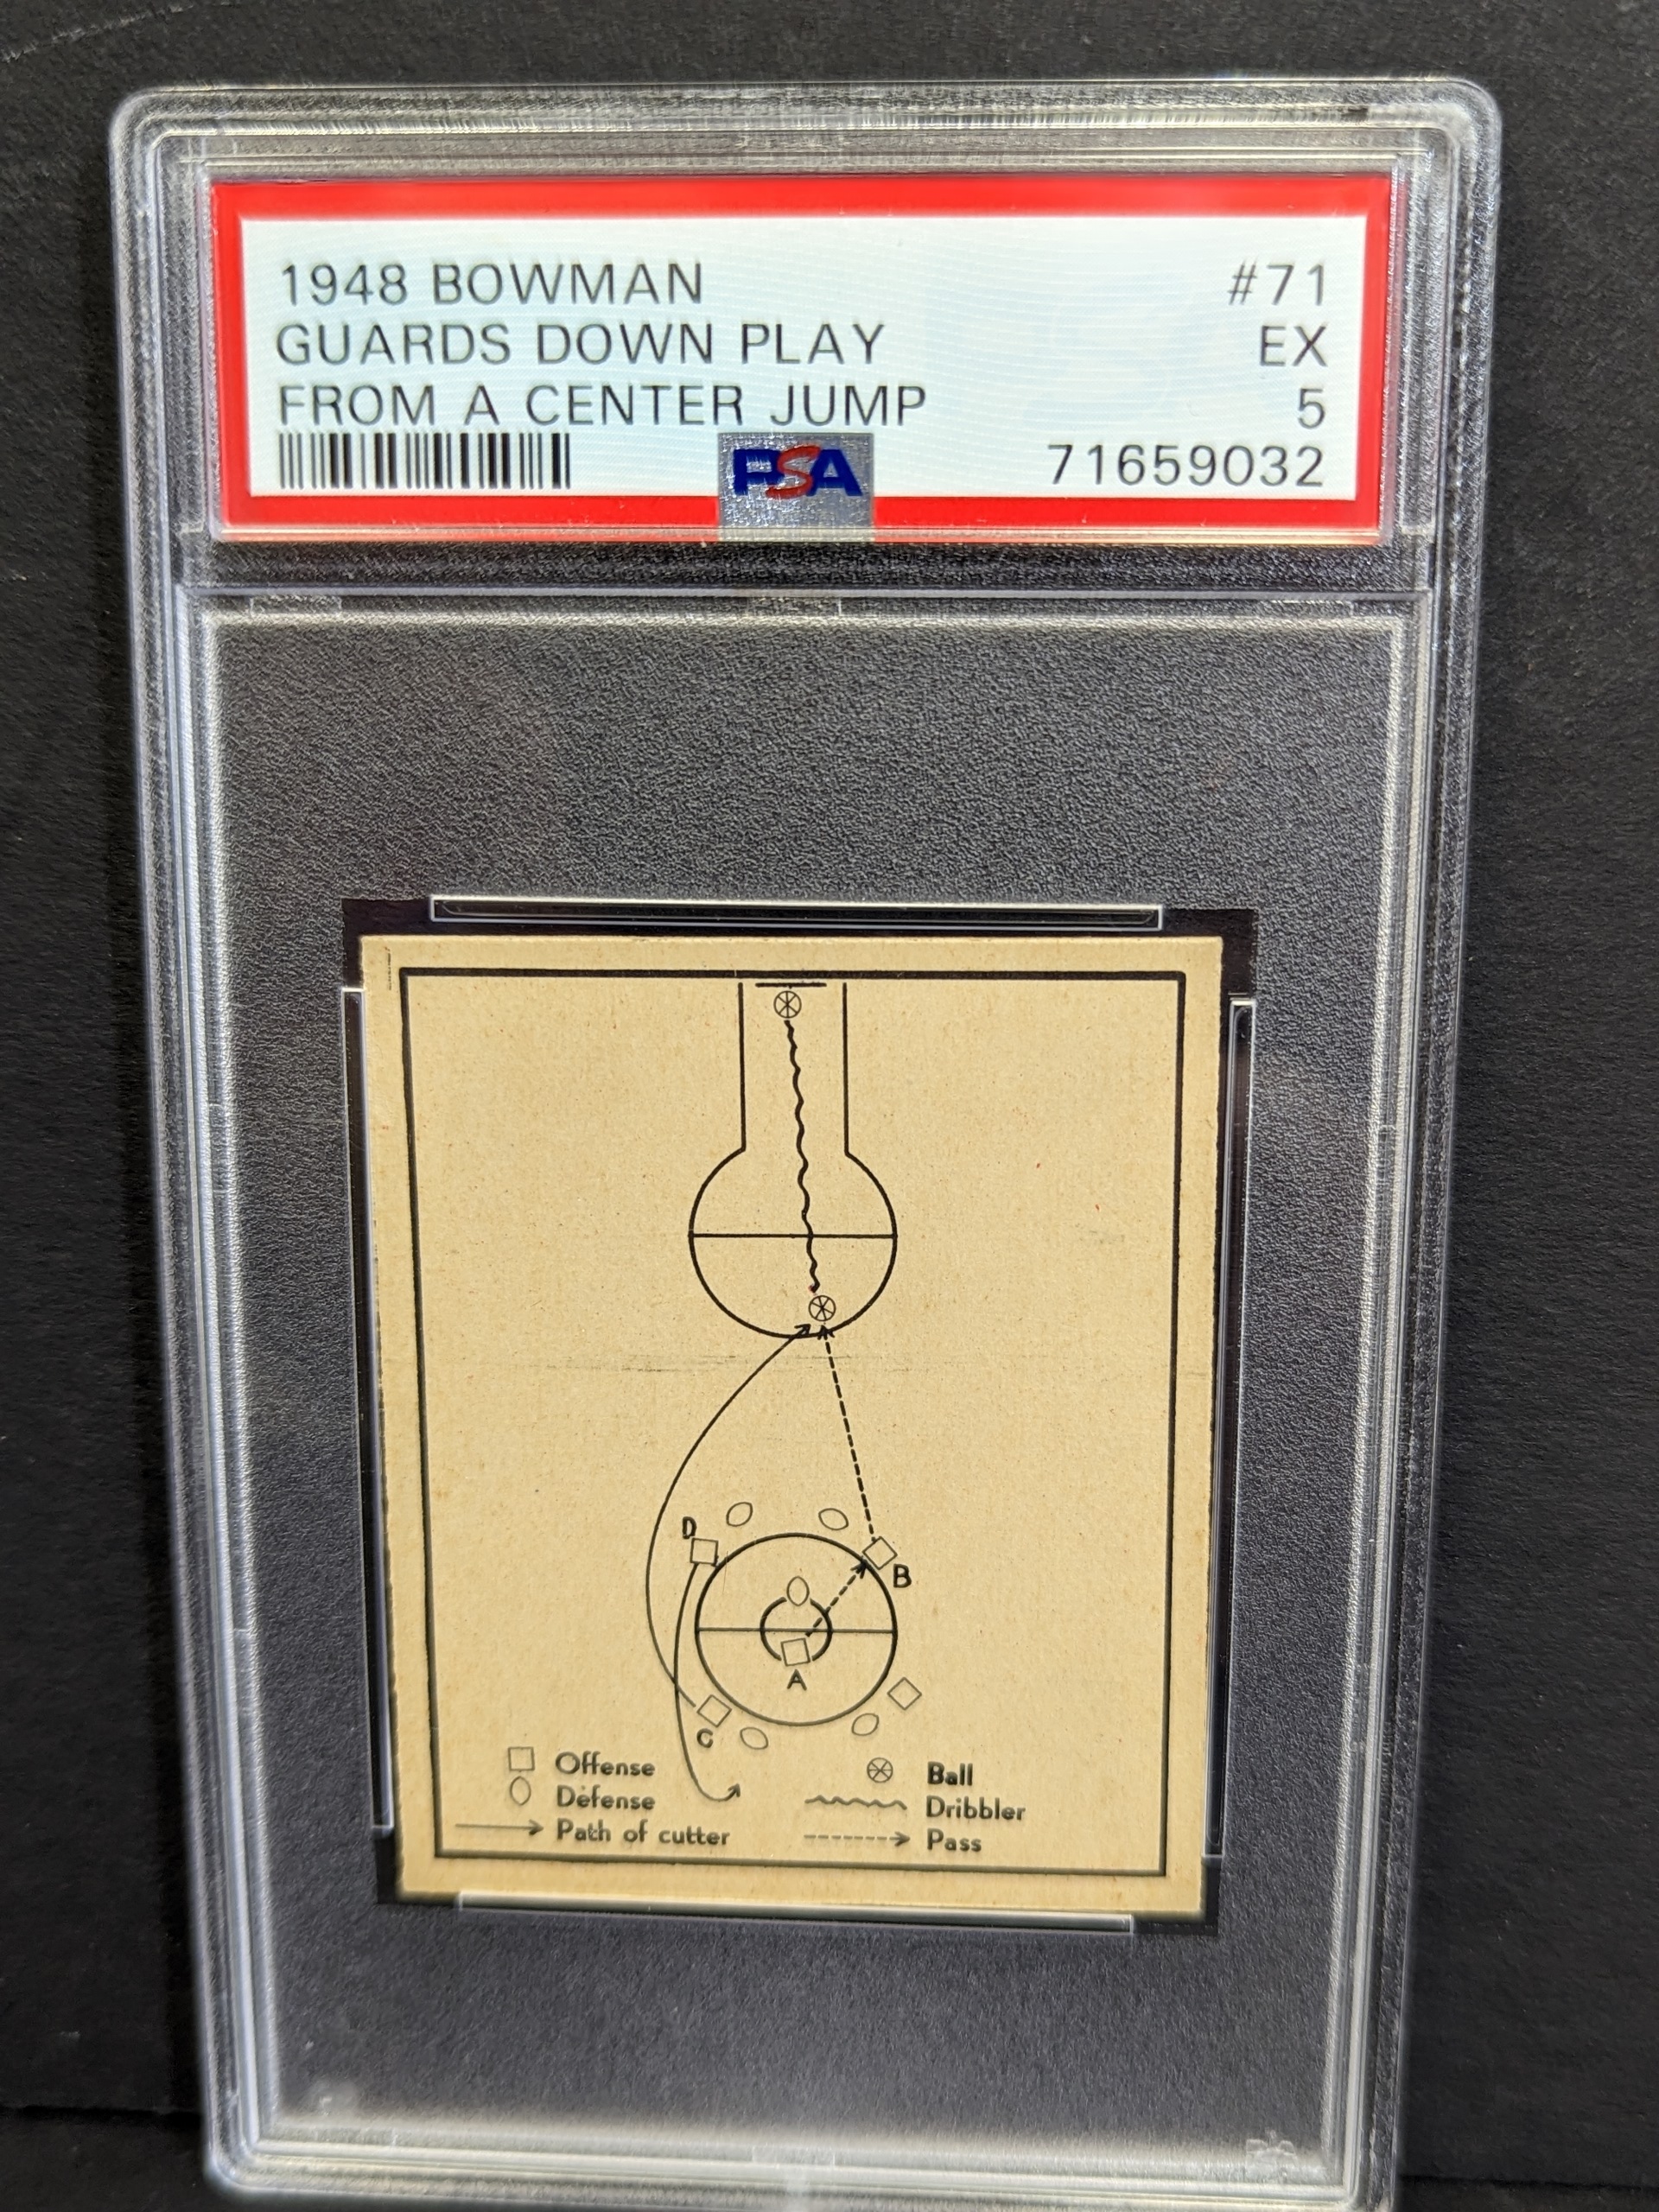 1948 BOWMAN #71
GUARDS DOWN PLAY EX
FROM A CENTER JUMP 5
PSA 71659032
D
B
A
C
Offense Ball
Defense Dribbler
Path of cutter Pass